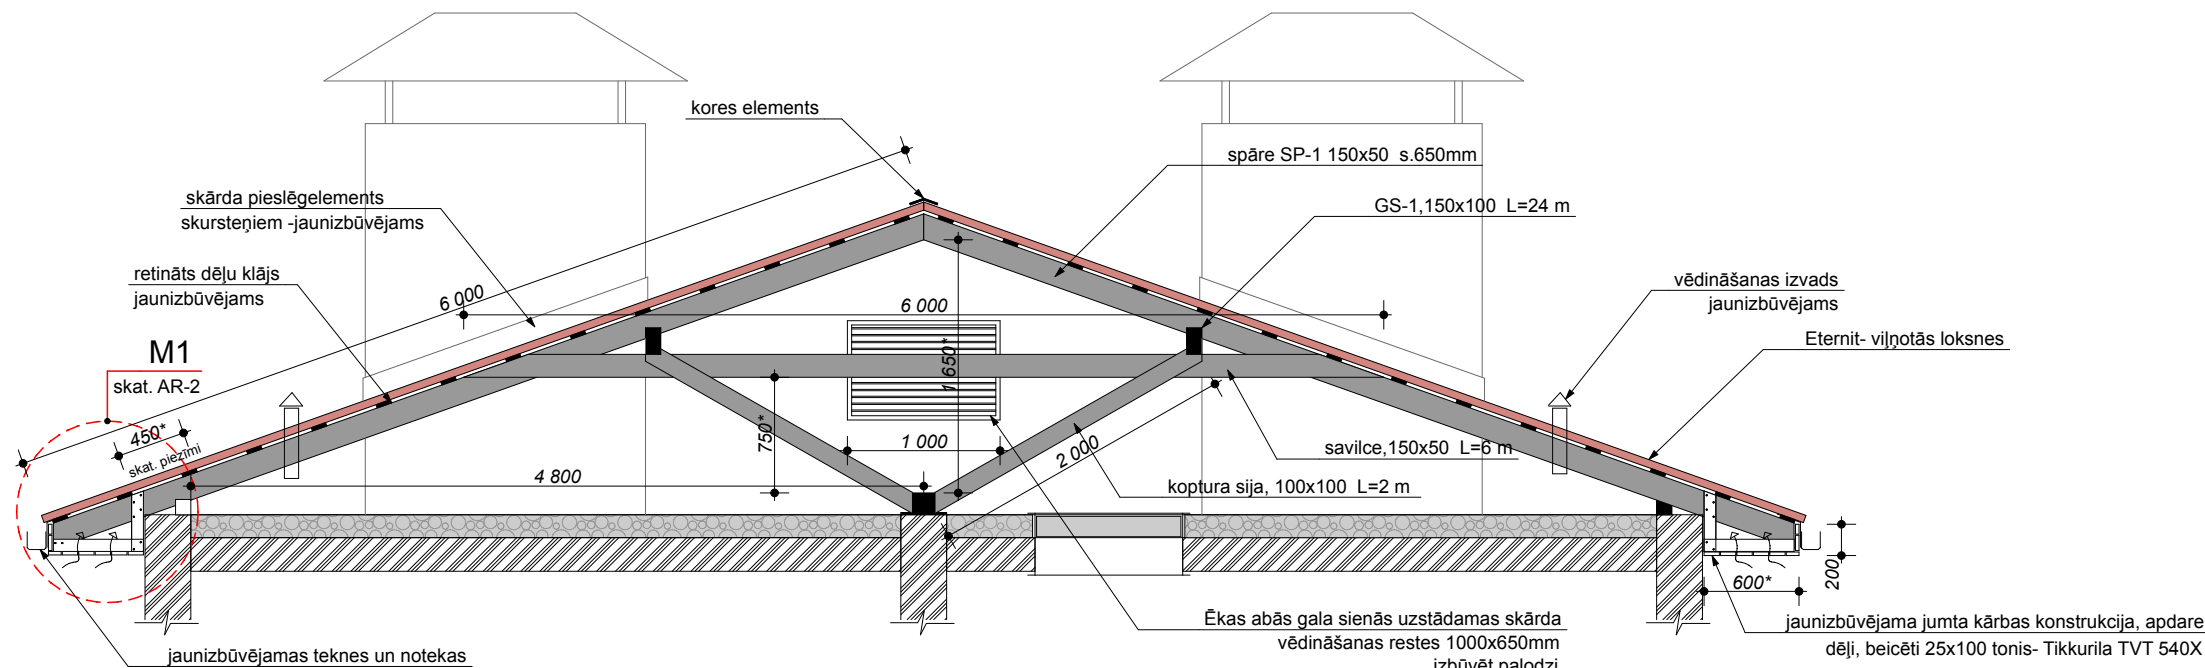 kores elements
spāre SP-1 150x50  s.650mm
skārda pieslēgelements
skursteņiem -jaunizbūvējams
GS-1,150x100  L=24 m
retināts dēļu klājs
jaunizbūvējams
vēdināšanas izvads
jaunizbūvējams
6 000
6 000
Eternit- viļņotās loksnes
M1
skat. AR-2
1 650*
450*
skat. piezīmi
750*
1 000
2 000
savilce,150x50  L=6 m
4 800
koptura sija, 100x100  L=2 m
600*
200
Ēkas abās gala sienās uzstādamas skārda
vēdināšanas restes 1000x650mm
izbūvēt palodzi
jaunizbūvējama jumta kārbas konstrukcija, apdare
dēļi, beicēti 25x100 tonis- Tikkurila TVT 540X
jaunizbūvējamas teknes un notekas